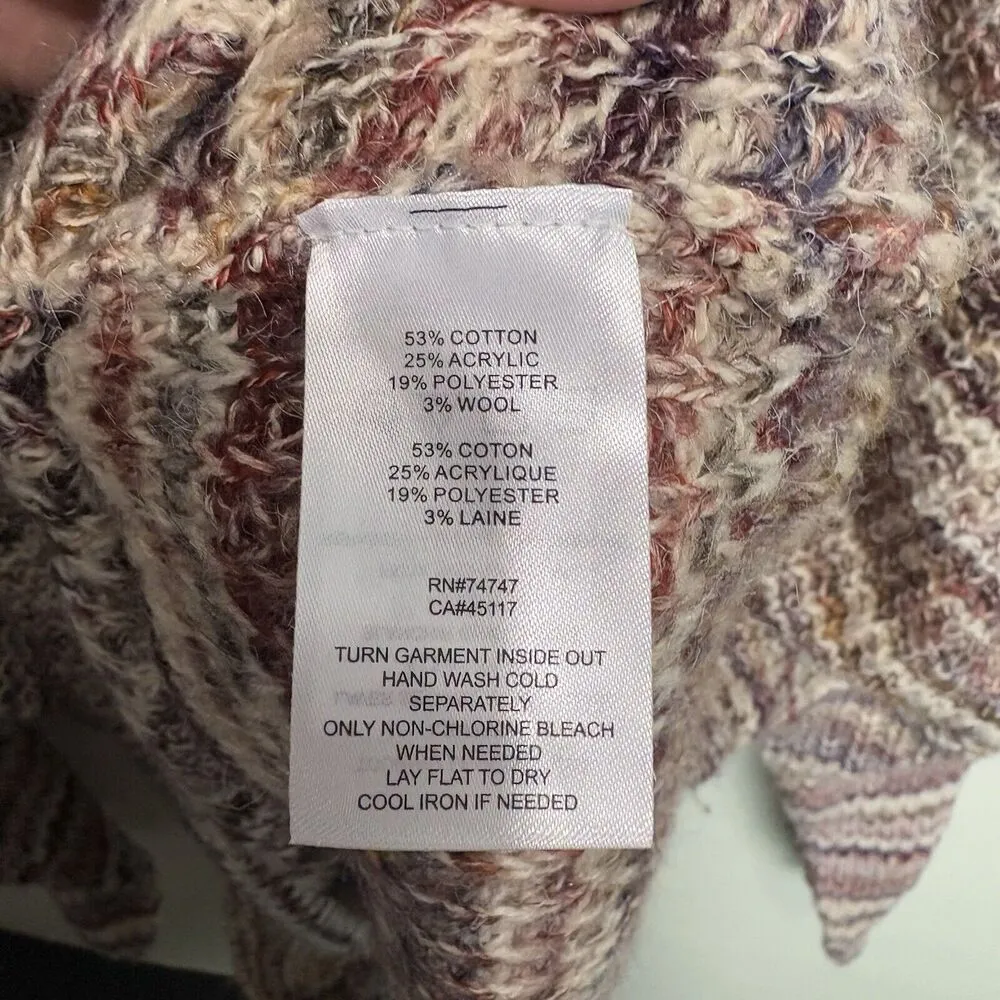 53% COTTON
25% ACRYLIC
19% POLYESTER
3% WOOL
53% COTON
25% ACRYLIQUE
19% POLYESTER
3% LAINE
RN#74747
CA#45117
TURN GARMENT INSIDE OUT
HAND WASH COLD
SEPARATELY
ONLY NON-CHLORINE BLEACH
WHEN NEEDED
LAY FLAT TO DRY
COOL IRON IF NEEDED